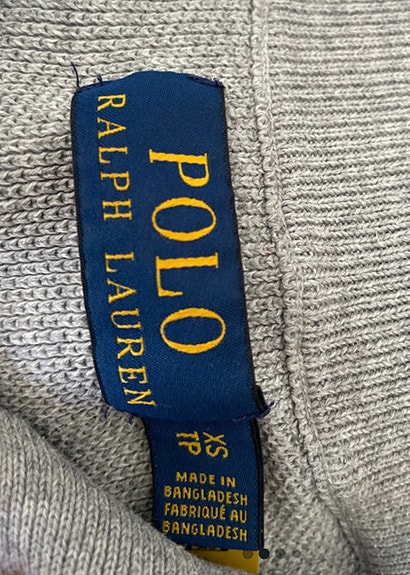 POLO
RALPH LAUREN
XS
TP
MADE IN
BANGLADESH
FABRIQUÉ AU
BANGLADESH